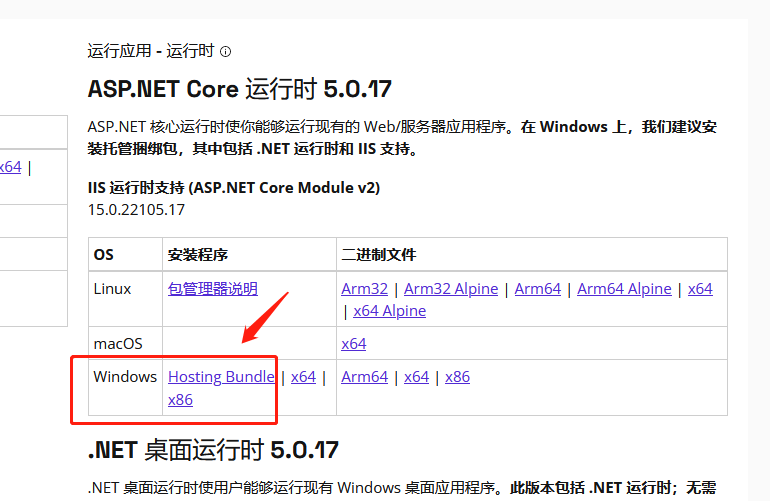 运行应用 - 运行时
ASP.NET Core 运行时 5.0.17
ASP.NET 核心运行时使你能够运行现有的 Web/服务器应用程序。在 Windows 上，我们建议安
装托管捆绑包，其中包括 .NET 运行时和 IIS 支持。
IIS 运行时支持 (ASP.NET Core Module v2)
15.0.22105.17
x64 |
OS 安装程序 二进制文件
Linux 包管理器说明 Arm32 | Arm32 Alpine | Arm64 | Arm64 Alpine | x64
| x64 Alpine
macOS x64
Windows Hosting Bundle | x64 | Arm64 | x64 | x86
x86
.NET 桌面运行时 5.0.17
.NET 桌面运行时使用户能够运行现有 Windows 桌面应用程序。此版本包括 .NET 运行时；无需